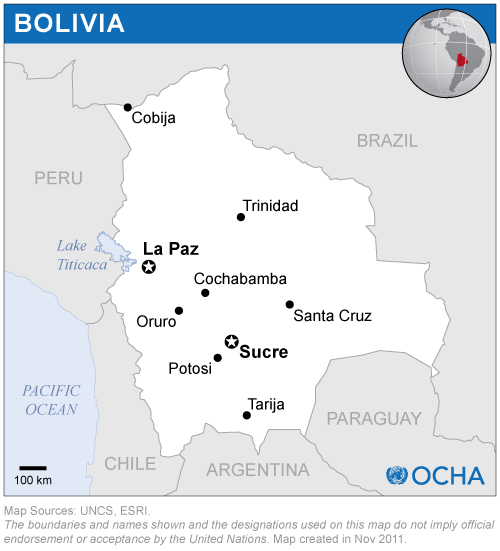 BOLIVIA
Cobija
BRAZIL
PERU
Trinidad
Lake
Titicaca
La Paz
Cochabamba
Oruro
Santa Cruz
Sucre
Potosi
PACIFIC
OCEAN
Tarija
PARAGUAY
CHILE
ARGENTINA
100 km
OCHA
Map Sources: UNCS, ESRI.
The boundaries and names shown and the designations used on this map do not imply official
endorsement or acceptance by the United Nations. Map created in Nov 2011.